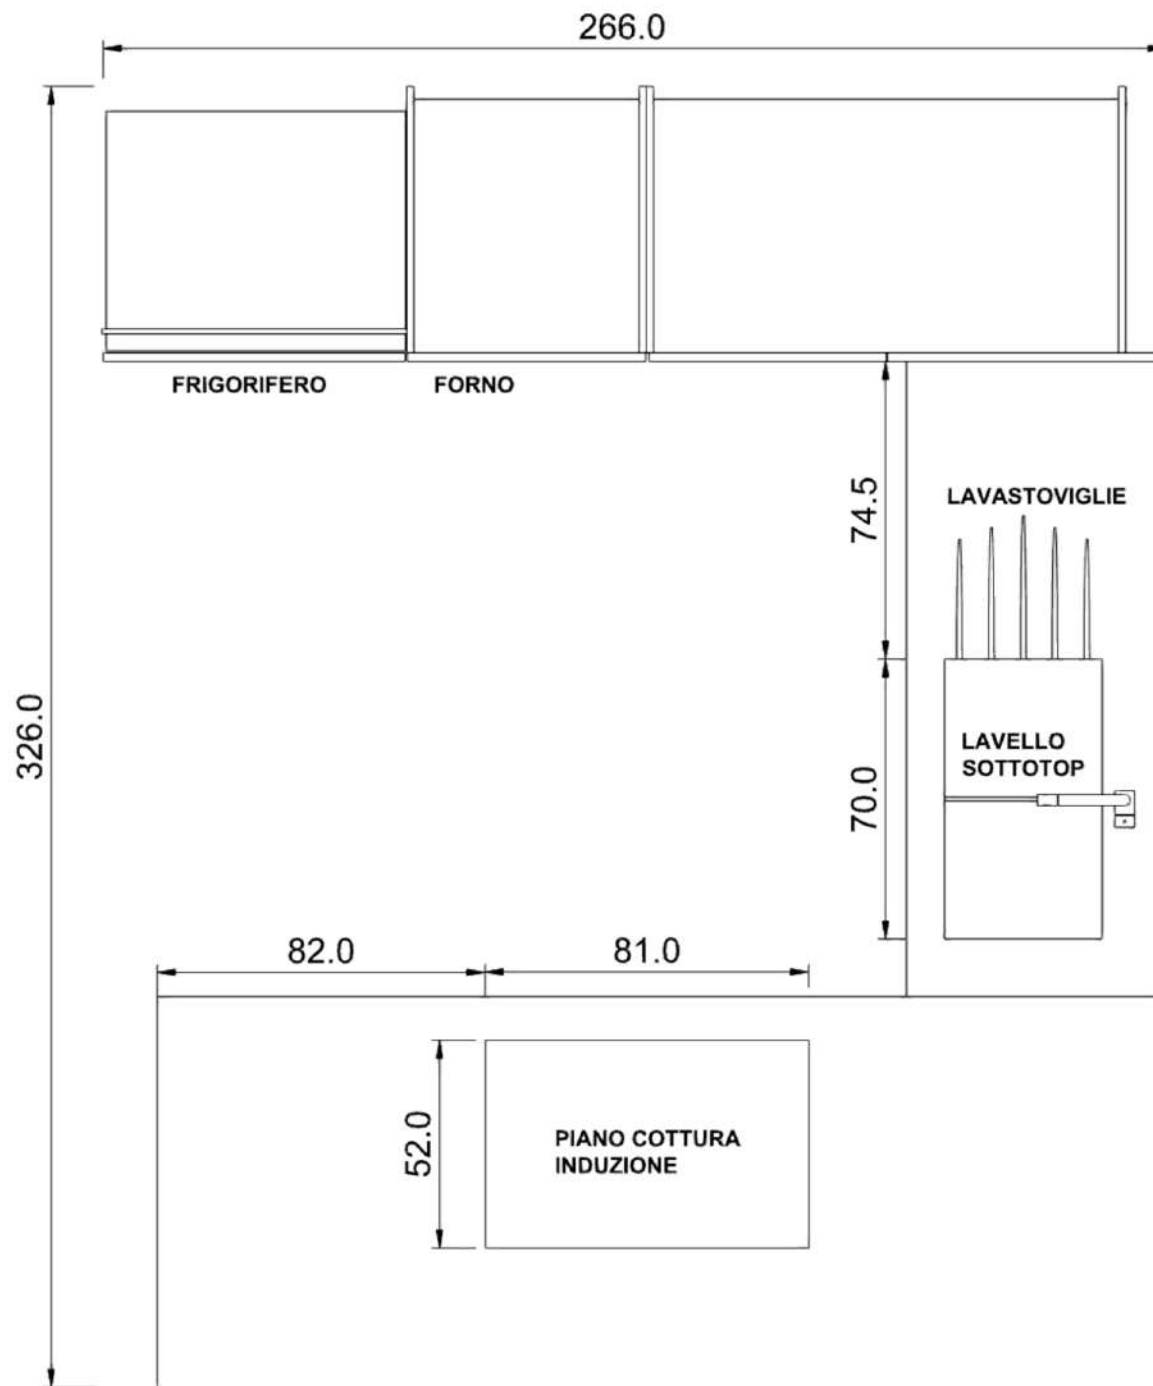 266.0
FRIGORIFERO
FORNO
74.5
LAVASTOVIGLIE
326.0
LAVELLO
SOTTOTOP
70.0
82.0
81.0
52.0
PIANO COTTURA
INDUZIONE